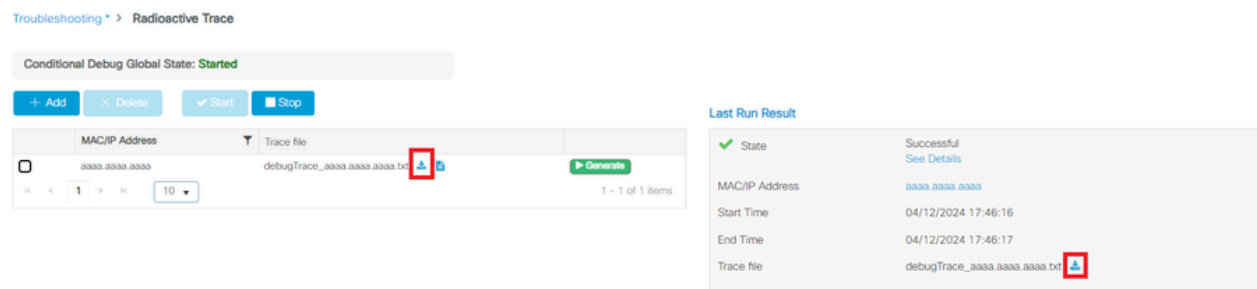 Troubleshooting * > Radioactive Trace
Conditional Debug Global State: Started
+ Add × Delete ✔ Start Stop
MAC/IP Address Trace file
aaaa.aaaa.aaaa debugTrace_aaaa.aaaa.aaaa.txt Generate
1 10 1 - 1 of 1 items
Last Run Result
State Successful
See Details
MAC/IP Address aaaa.aaaa.aaaa
Start Time 04/12/2024 17:46:16
End Time 04/12/2024 17:46:17
Trace file debugTrace_aaaa.aaaa.aaaa.txt